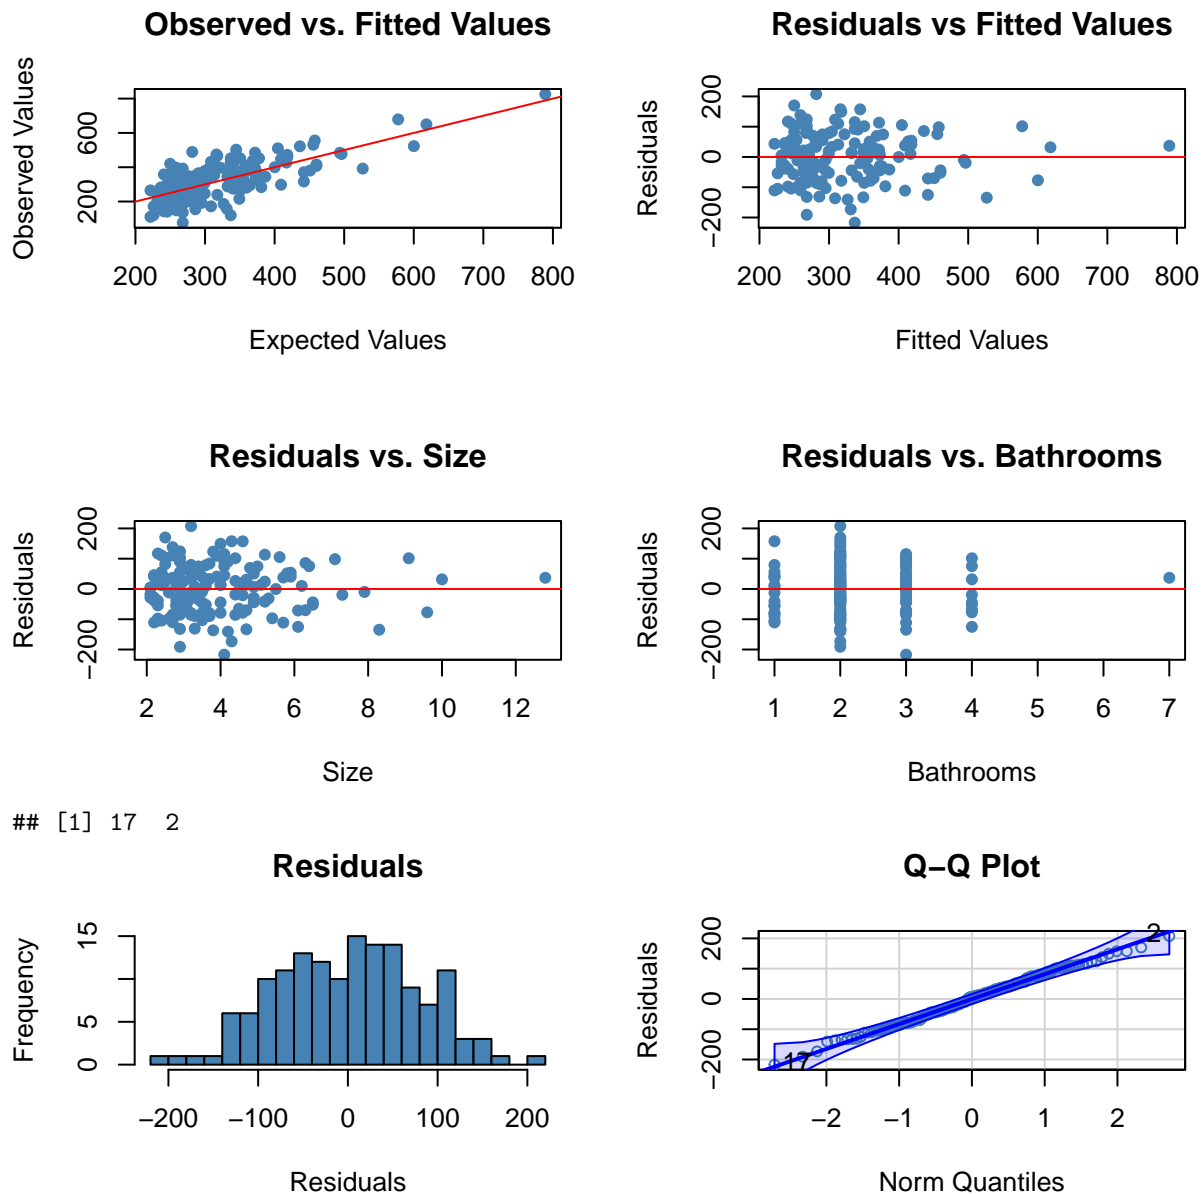 Observed vs. Fitted Values
Observed Values
200 600
200 300 400 500 600 700 800
Expected Values
Residuals vs Fitted Values
Residuals
−200 0 200
200 300 400 500 600 700 800
Fitted Values
Residuals vs. Size
Residuals
−200 0 200
2 4 6 8 10 12
Size
Residuals vs. Bathrooms
Residuals
−200 0 200
1 2 3 4 5 6 7
Bathrooms
## [1] 17 2
Residuals
Frequency
0 5 15
−200 −100 0 100 200
Residuals
Q−Q Plot
Residuals
−200 0 200
2
17
−2 −1 0 1 2
Norm Quantiles